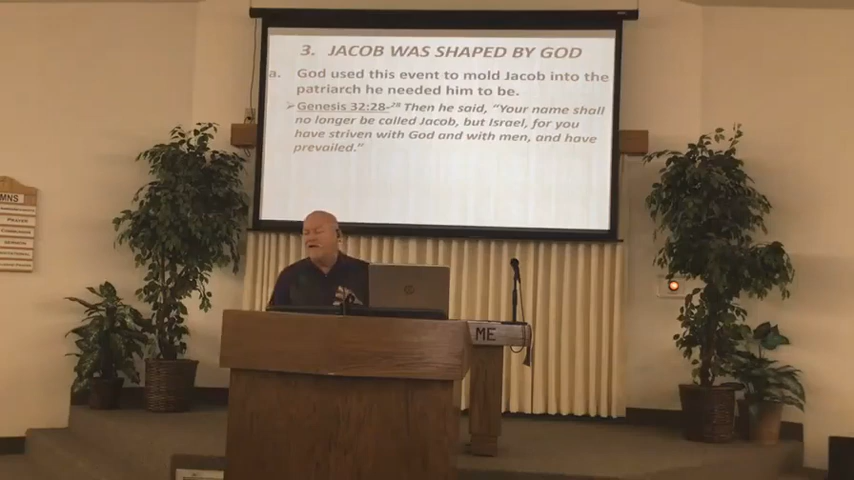 3. JACOB WAS SHAPED BY GOD
a. God used this event to mold Jacob into the
patriarch he needed him to be.
➢ Genesis 32:28-²⁸ Then he said, "Your name shall
no longer be called Jacob, but Israel, for you
have striven with God and with men, and have
prevailed."
MNS
ME